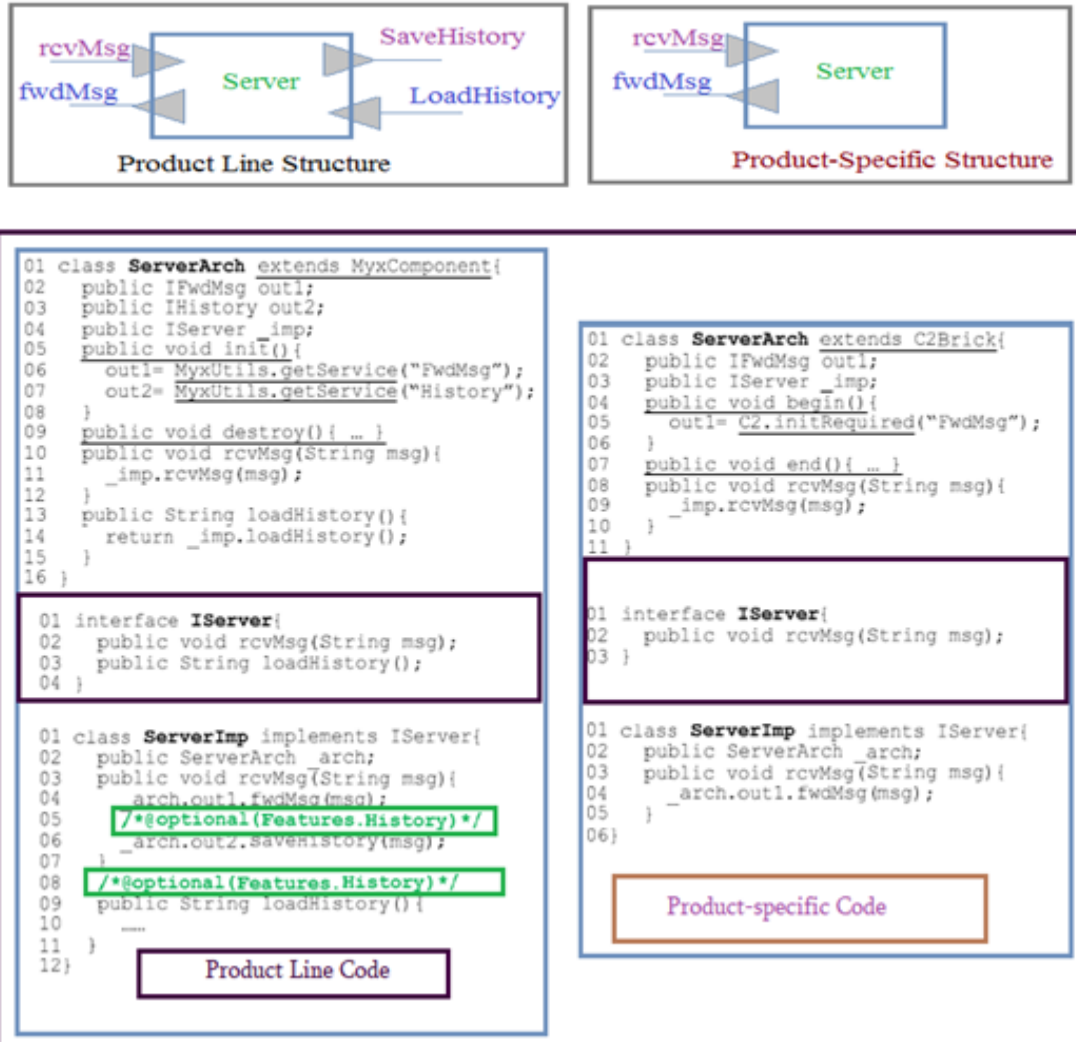 rcvMsg
fwdMsg
Server
SaveHistory
LoadHistory
Product Line Structure
rcvMsg
fwdMsg
Server
Product-Specific Structure
01 class ServerArch extends MyxComponent{
02 public IFwdMsg out1;
03 public IHistory out2;
04 public IServer _imp;
05 public void init(){
06 out1= MyxUtils.getService("FwdMsg");
07 out2= MyxUtils.getService("History");
08 }
09 public void destroy(){ … }
10 public void rcvMsg(String msg){
11 _imp.rcvMsg(msg);
12 }
13 public String loadHistory(){
14 return _imp.loadHistory();
15 }
16 }
01 interface IServer{
02 public void rcvMsg(String msg);
03 public String loadHistory();
04 }
01 class ServerImp implements IServer{
02 public ServerArch _arch;
03 public void rcvMsg(String msg){
04 _arch.out1.fwdMsg(msg);
05 /*@optional(Features.History)*/
06 _arch.out2.saveHistory(msg);
07 }
08 /*@optional(Features.History)*/
09 public String loadHistory(){
10 ……
11 }
12}
Product Line Code
01 class ServerArch extends C2Brick{
02 public IFwdMsg out1;
03 public IServer _imp;
04 public void begin(){
05 out1= C2.initRequired("FwdMsg");
06 }
07 public void end(){ … }
08 public void rcvMsg(String msg){
09 _imp.rcvMsg(msg);
10 }
11 }
01 interface IServer{
02 public void rcvMsg(String msg);
03 }
01 class ServerImp implements IServer{
02 public ServerArch _arch;
03 public void rcvMsg(String msg){
04 _arch.out1.fwdMsg(msg);
05 }
06}
Product-specific Code